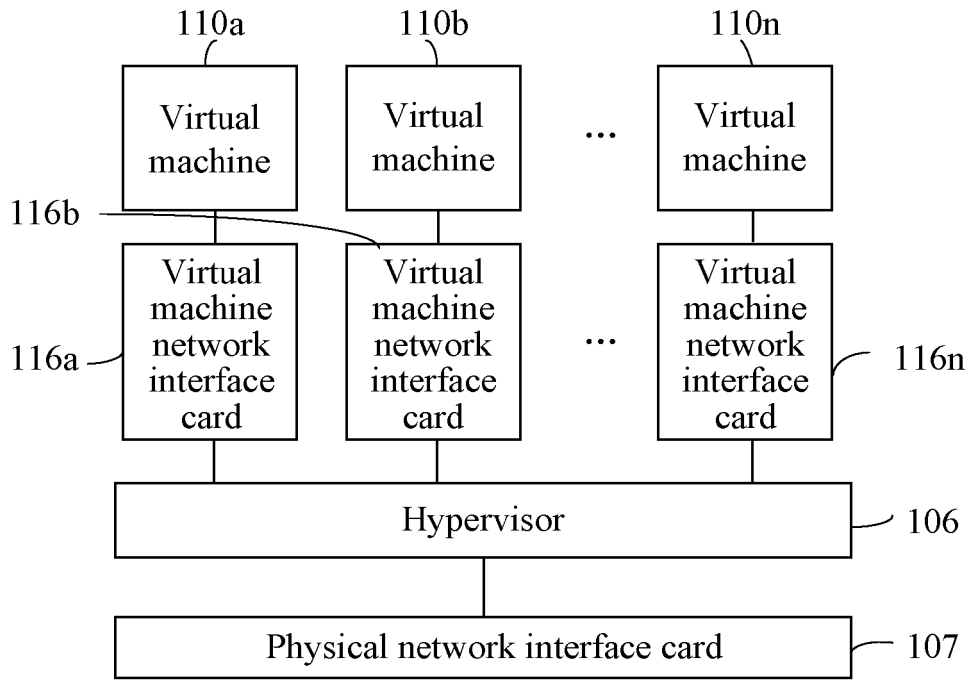 110a
110b
110n
Virtual
machine
Virtual
machine
...
Virtual
machine
116b
Virtual
machine
network
interface
card
Virtual
machine
network
interface
card
...
Virtual
machine
network
interface
card
116a
116n
Hypervisor
106
Physical network interface card
107